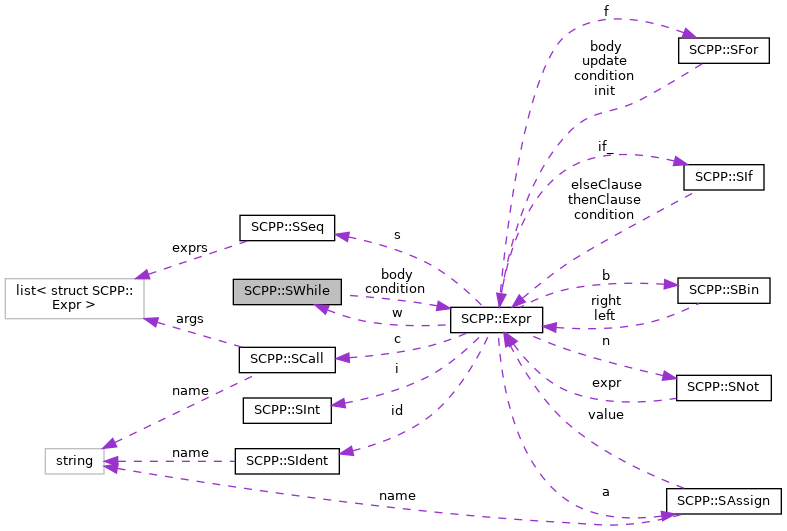 f
SCPP::SFor
body
update
condition
init
if_
SCPP::SIf
elseClause
thenClause
condition
SCPP::SSeq
s
exprs
b
body
condition
SCPP::SWhile
list< struct SCPP::
Expr >
SCPP::SBin
right
left
w
args
SCPP::Expr
c
n
SCPP::SCall
i
expr
SCPP::SNot
name
SCPP::SInt
id
value
name
string
SCPP::SIdent
a
name
SCPP::SAssign